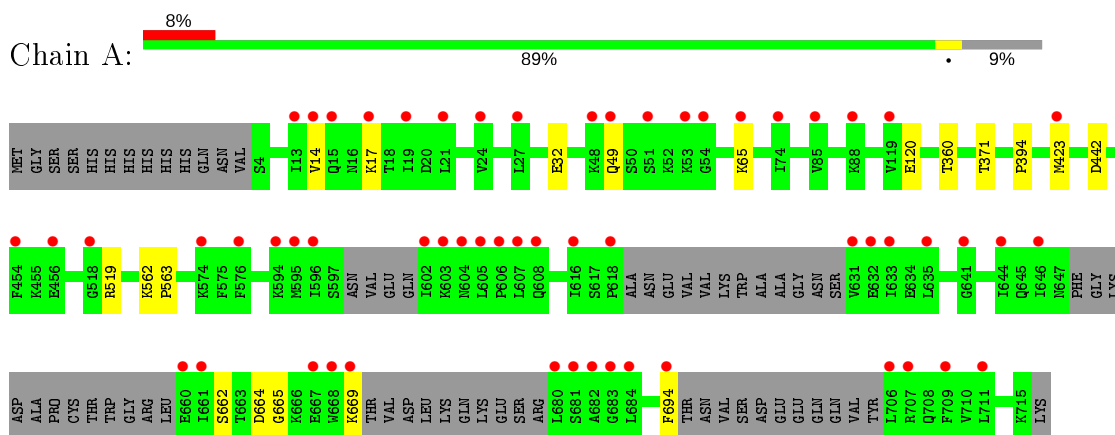 8%
Chain A:
89% • 9%
MET GLY SER SER HIS HIS HIS HIS HIS HIS GLN ASN VAL S4 I13 V14 Q15 N16 K17 T18 I19 D20 L21 V24 L27 E32 K48 Q49 S50 S51 K52 K53 G54 K65 I74 V85 K88 V119 E120 T360 T371 P394 M423 D442
F454 K455 E456 G518 R519 K562 P563 K574 F575 F576 K594 M595 I596 S597 ASN VAL GLU GLN I602 K603 N604 L605 P606 L607 Q608 I616 S617 P618 ALA ASN GLU VAL VAL LYS TRP ALA ALA GLY ASN SER V631 E632 I633 E634 L635 G641 I644 Q645 I646 N647 PHE GLY LYS
ASP ALA PRO CYS THR TRP GLY ARG LEU E660 I661 S662 T663 D664 G665 K666 E667 W668 K669 THR VAL ASP LEU LYS GLN LYS GLU SER ARG L680 S681 A682 G683 L684 F694 THR ASN VAL SER ASP GLU GLU GLN GLN VAL TYR L706 R707 Q708 F709 V710 L711 K715 LYS